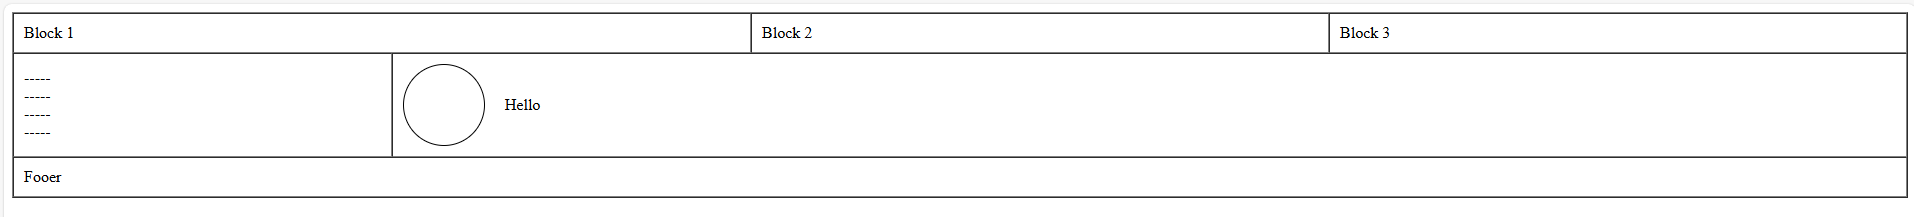 Block 1
Block 2
Block 3
-----
-----
-----
-----
Hello
Fooer